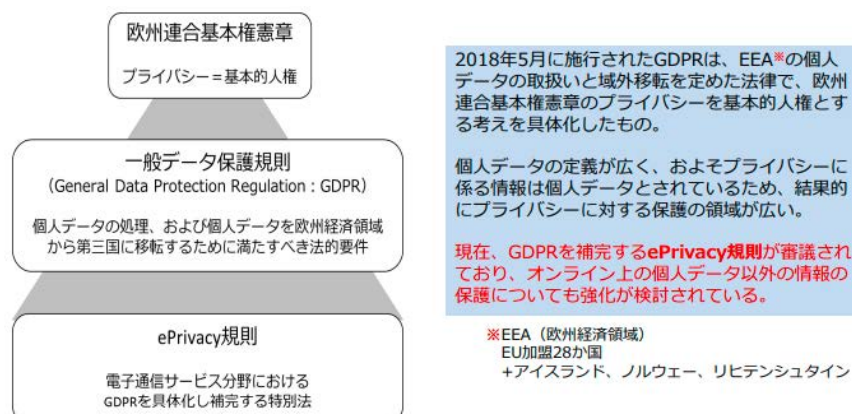 欧州連合基本権憲章
プライバシー＝基本的人権
一般データ保護規則
（General Data Protection Regulation : GDPR）
個人データの処理、および個人データを欧州経済領域
から第三国に移転するために満たすべき法的要件
ePrivacy規則
電子通信サービス分野における
GDPRを具体化し補完する特別法
2018年5月に施行されたGDPRは、EEA※の個人
データの取扱いと域外移転を定めた法律で、欧州
連合基本権憲章のプライバシーを基本的人権とす
る考えを具体化したもの。
個人データの定義が広く、およそプライバシーに
係る情報は個人データとされているため、結果的
にプライバシーに対する保護の領域が広い。
現在、GDPRを補完するePrivacy規則が審議され
ており、オンライン上の個人データ以外の情報の
保護についても強化が検討されている。
※EEA（欧州経済領域）
EU加盟28か国
+アイスランド、ノルウェー、リヒテンシュタイン